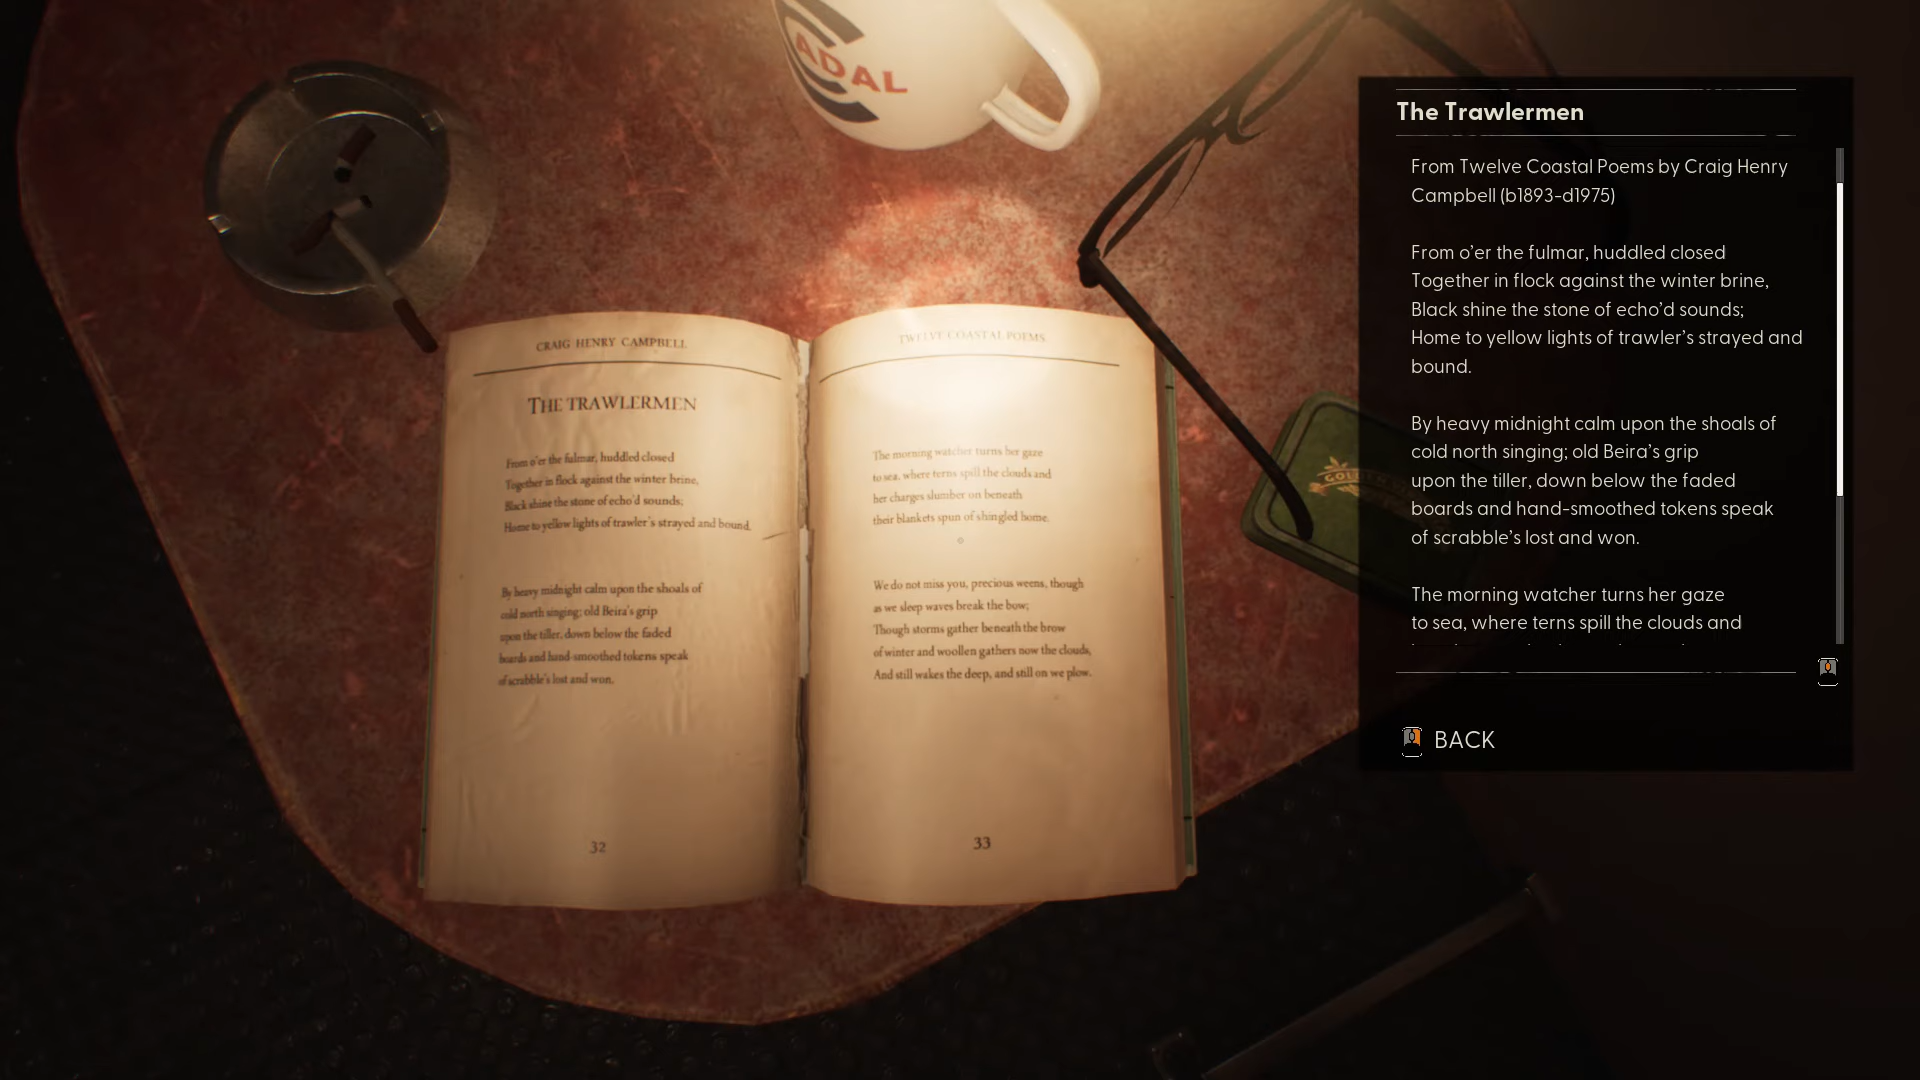 ADAL
CRAIG HENRY CAMPBELL
THE TRAWLERMEN
From o'er the fulmar, huddled closed
Together in flock against the winter brine,
Black shine the stone of echo'd sounds;
Home to yellow lights of trawler's strayed and bound.
By heavy midnight calm upon the shoals of
cold north singing; old Beira's grip
upon the tiller, down below the faded
boards and hand-smoothed tokens speak
of scrabble's lost and won.
32
TWELVE COASTAL POEMS
The morning watcher turns her gaze
to sea, where terns spill the clouds and
her charges slumber on beneath
their blankets spun of shingled home.
We do not miss you, precious weens, though
as we sleep waves break the bow;
Though storms gather beneath the brow
of winter and woollen gathers now the clouds,
And still wakes the deep, and still on we plow.
33
GOLDEN
The Trawlermen
From Twelve Coastal Poems by Craig Henry
Campbell (b1893-d1975)
From o'er the fulmar, huddled closed
Together in flock against the winter brine,
Black shine the stone of echo'd sounds;
Home to yellow lights of trawler's strayed and
bound.
By heavy midnight calm upon the shoals of
cold north singing; old Beira's grip
upon the tiller, down below the faded
boards and hand-smoothed tokens speak
of scrabble's lost and won.
The morning watcher turns her gaze
to sea, where terns spill the clouds and
BACK